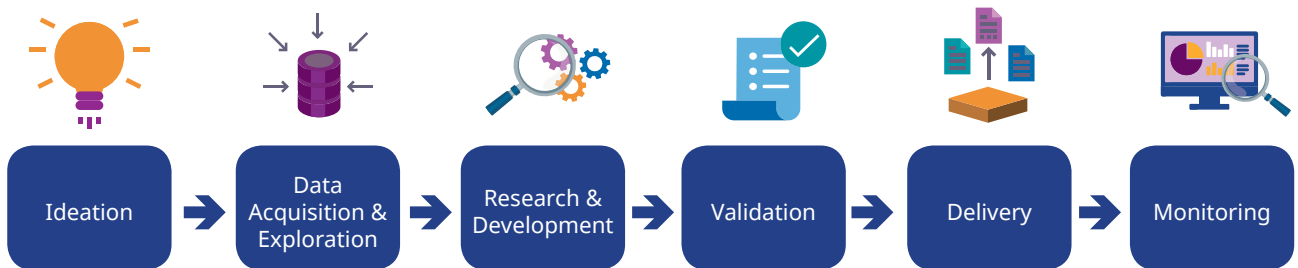 Ideation
Data
Acquisition &
Exploration
Research &
Development
Validation
Delivery
Monitoring